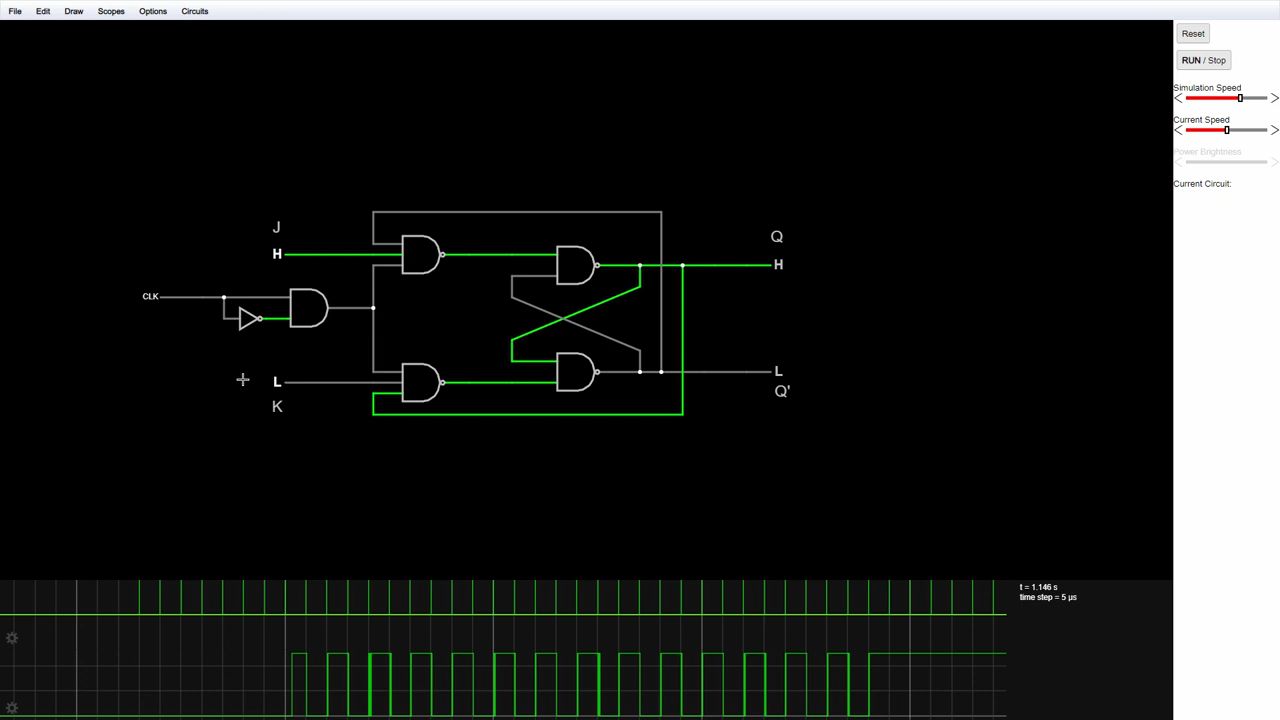 File Edit Draw Scopes Options Circuits
Reset
RUN / Stop
Simulation Speed
Current Speed
Power Brightness
Current Circuit:
J
H
CLK
L
K
Q
H
L
Q'
t = 1.146 s
time step = 5 µs